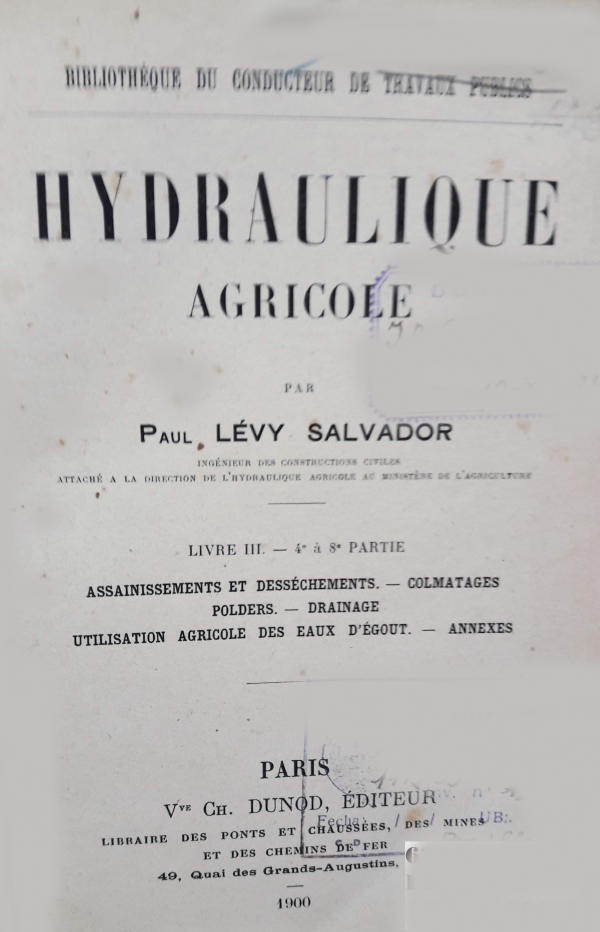 BIBLIOTHÈQUE DU CONDUCTEUR DE TRAVAUX PUBLICS
HYDRAULIQUE
AGRICOLE
PAR
PAUL LÉVY SALVADOR
INGÉNIEUR DES CONSTRUCTIONS CIVILES
ATTACHÉ A LA DIRECTION DE L'HYDRAULIQUE AGRICOLE AU MINISTÈRE DE L'AGRICULTURE
LIVRE III. — 4e à 8e PARTIE
ASSAINISSEMENTS ET DESSÉCHEMENTS. — COLMATAGES
POLDERS. — DRAINAGE
UTILISATION AGRICOLE DES EAUX D'ÉGOUT. — ANNEXES
PARIS
Vve CH. DUNOD, ÉDITEUR
Fecha:
LIBRAIRE DES PONTS ET CHAUSSÉES, DES MINES
ET DES CHEMINS DE FER
49, Quai des Grands-Augustins,
1900